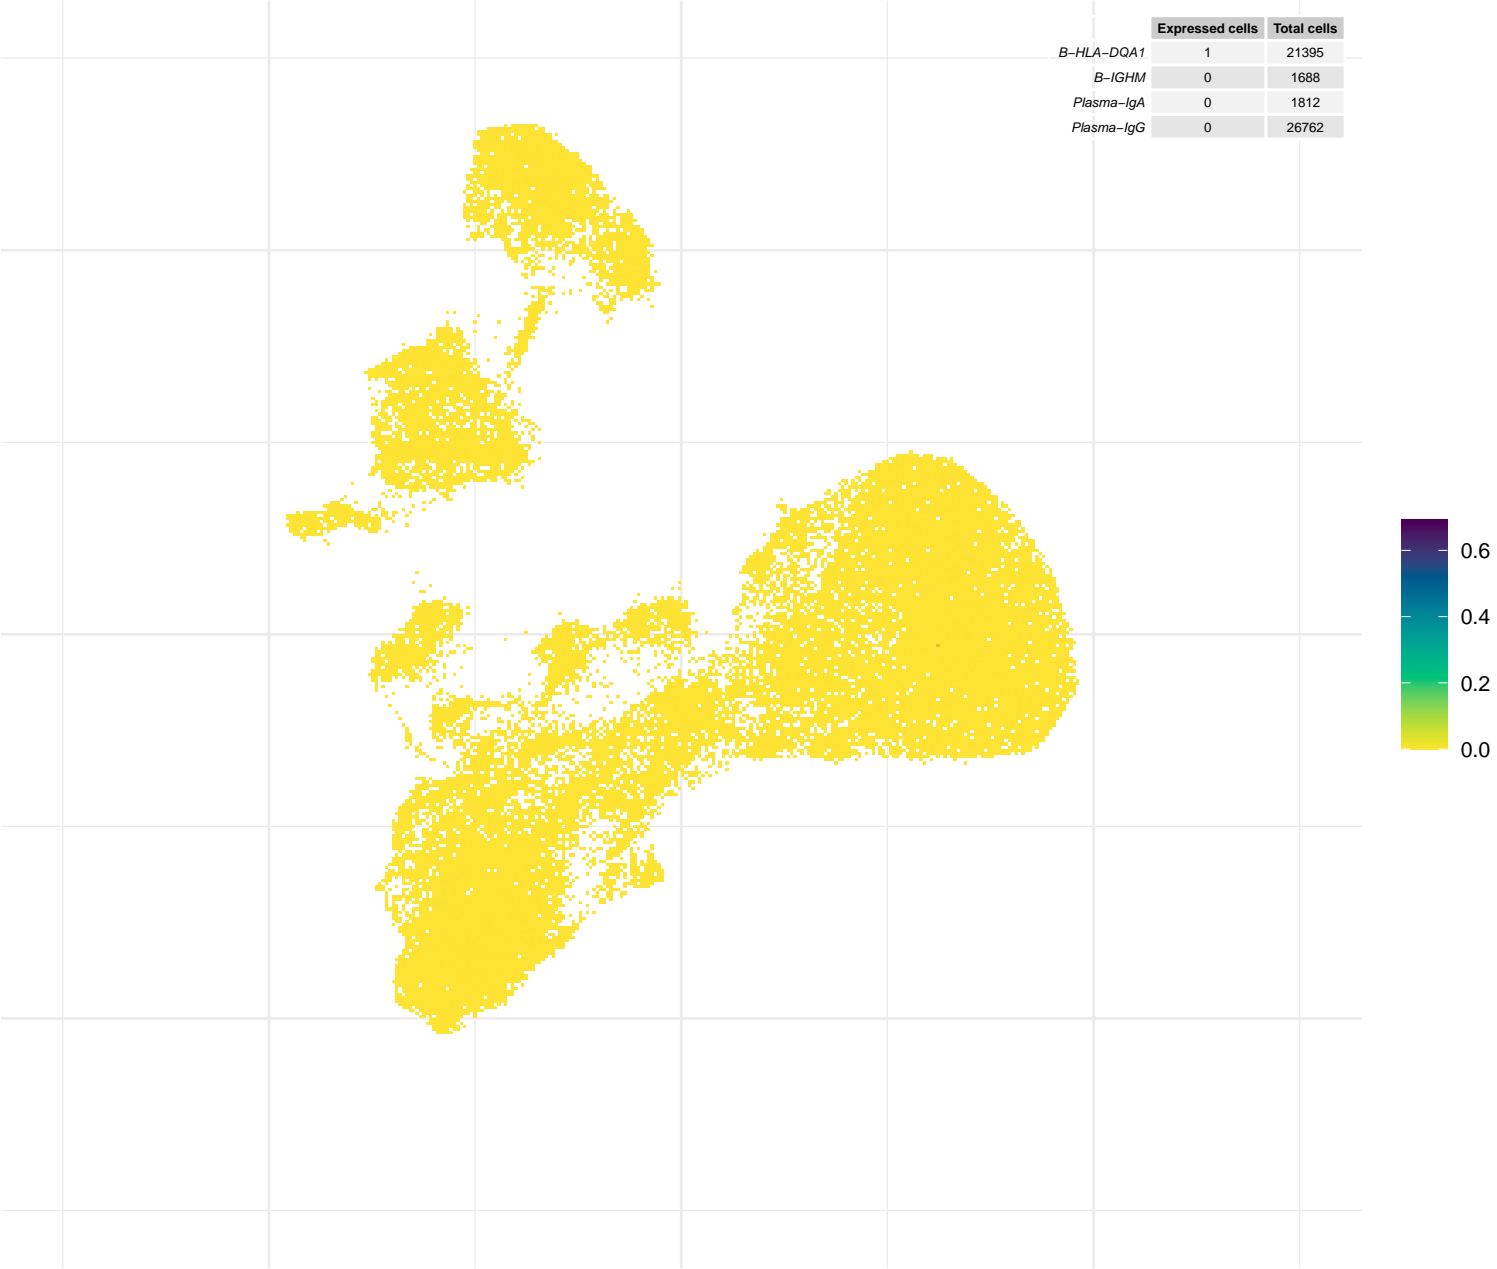 Expressed cells Total cells
B−HLA−DQA1 1 21395
B−IGHM 0 1688
Plasma−IgA 0 1812
Plasma−IgG 0 26762
0.6
0.4
0.2
0.0